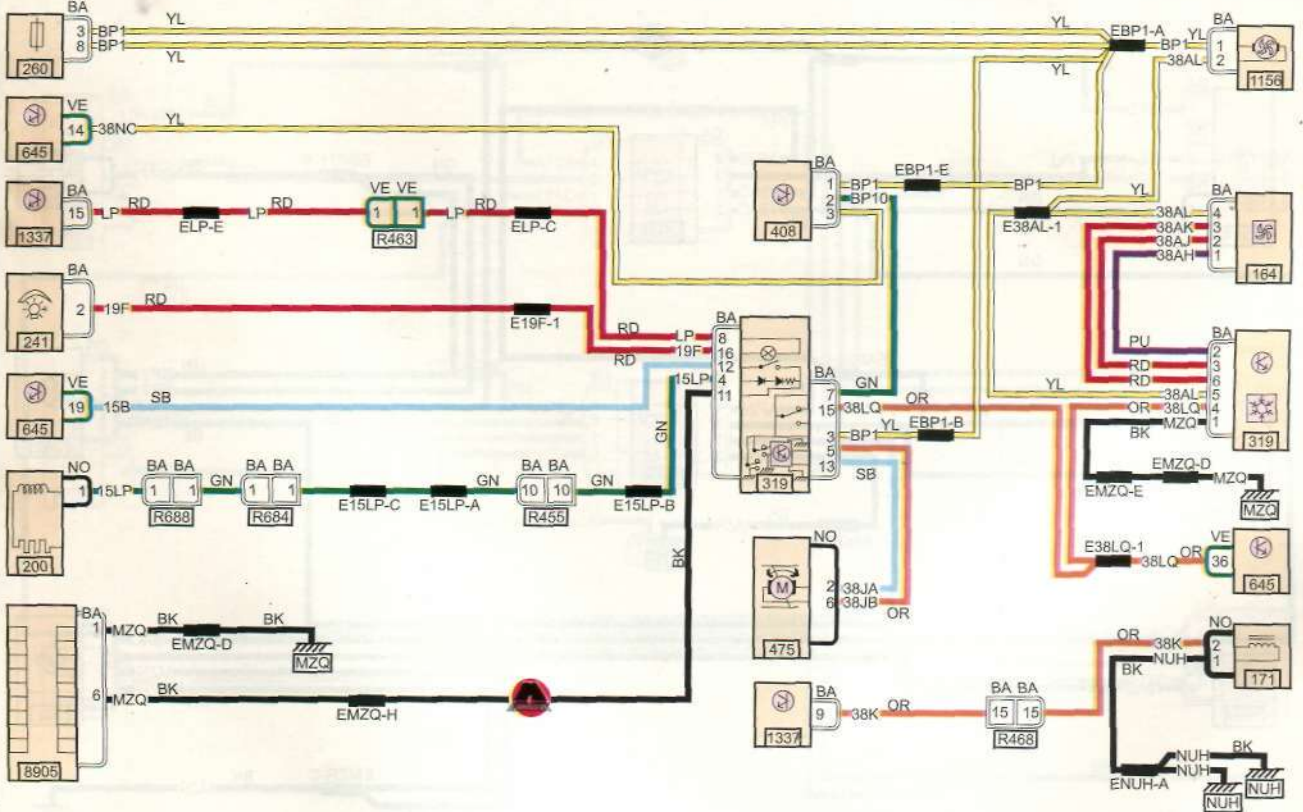 BA
3 BP1 YL
8 BP1 YL
260
VE
14 38NC YL
645
BA
15 LP RD ELP-E LP RD VE VE 1 1 R463 LP RD ELP-C
1337
BA
2 19F RD E19F-1
241
VE
19 15B SB
645
NO
1 15LP BA BA 1 1 R688 GN BA BA 1 1 R684 E15LP-C E15LP-A GN BA BA 10 10 R455 GN E15LP-B
200
BA
1 MZQ BK EMZQ-D BK MZQ
6 MZQ BK EMZQ-H
8905
YL EBP1-A BP1 YL
YL 38AL
BA
1
2
1156
BA
1 BP1 EBP1-E BP1
2 BP10
3
408
YL
E38AL-1
BA
38AL 4
38AK 3
38AJ 2
38AH 1
164
BA
RD LP 8
RD 19F 16
12
15LP 4
11
GN
BK
319
BA
7 GN
15 38LQ OR
3 BP1 YL EBP1-B
5
13 SB
BA
PU 2
RD 3
RD 6
YL 38AL 5
OR 38LQ 4
BK MZQ 1
319
EMZQ-E EMZQ-D MZQ MZQ
NO
2 38JA
6 38JB OR
M
475
E38LQ-1 38LQ OR VE 36
645
BA
9 38K OR BA BA 15 15 R468 OR 38K NO 2
1337
BK NUH 1
171
ENUH-A NUH BK NUH
NUH NUH